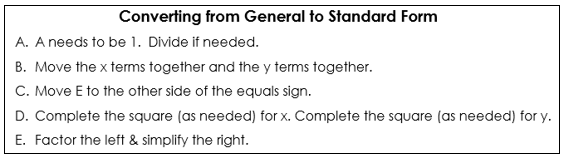 Converting from General to Standard Form
A. A needs to be 1. Divide if needed.
B. Move the x terms together and the y terms together.
C. Move E to the other side of the equals sign.
D. Complete the square (as needed) for x. Complete the square (as needed) for y.
E. Factor the left & simplify the right.